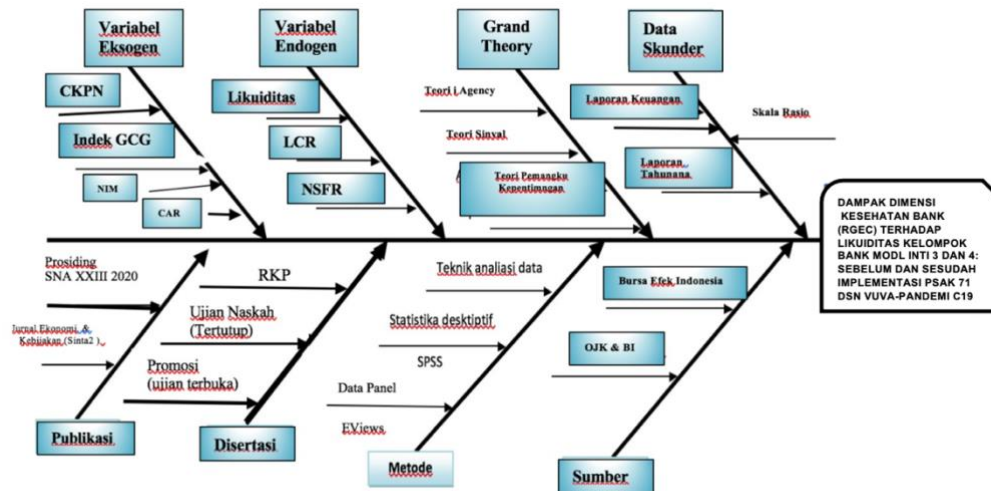 Variabel
Eksogen
Variabel
Endogen
Grand
Theory
Data
Skunder
CKPN
Indek GCG
NIM
CAR
Likuiditas
LCR
NSFR
Teori i Agency
Teori Sinyal
Teori Pemangku
Kepentimngan
Laporan Keuangan
Skala Rasio
Laporan
Tahunana
DAMPAK DIMENSI
KESEHATAN BANK
(RGEC) TERHADAP
LIKUIDITAS KELOMPOK
BANK MODL INTI 3 DAN 4:
SEBELUM DAN SESUDAH
IMPLEMENTASI PSAK 71
DSN VUVA-PANDEMI C19
Prosiding
SNA XXIII 2020
Jurnal Ekonomi &
Kebijakan (Sinta2 )
Publikasi
RKP
Ujian Naskah
(Tertutup)
Promosi
(ujian terbuka)
Disertasi
Teknik analiasi data
Statistika desktiptif
SPSS
Data Panel
EViews
Metode
Bursa Efek Indonesia
OJK & BI
Sumber